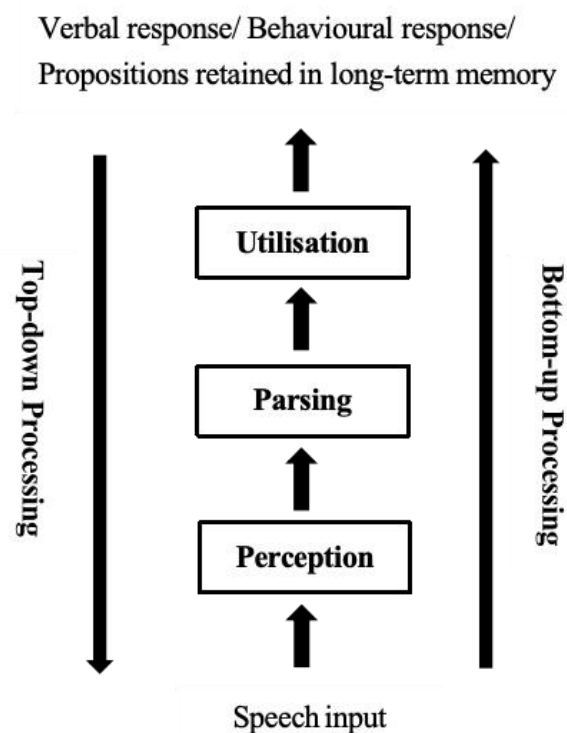 Verbal response/ Behavioural response/
Propositions retained in long-term memory
Utilisation
Top-down Processing
Bottom-up Processing
Parsing
Perception
Speech input